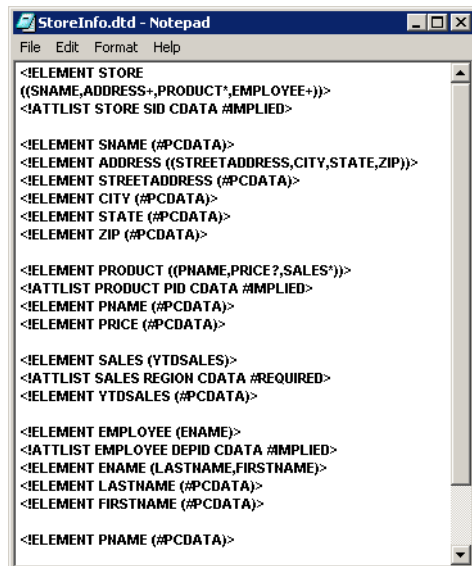 StoreInfo.dtd - Notepad
File Edit Format Help
<!ELEMENT STORE
((SNAME,ADDRESS+,PRODUCT*,EMPLOYEE+))>
<!ATTLIST STORE SID CDATA #IMPLIED>
<!ELEMENT SNAME (#PCDATA)>
<!ELEMENT ADDRESS ((STREETADDRESS,CITY,STATE,ZIP))>
<!ELEMENT STREETADDRESS (#PCDATA)>
<!ELEMENT CITY (#PCDATA)>
<!ELEMENT STATE (#PCDATA)>
<!ELEMENT ZIP (#PCDATA)>
<!ELEMENT PRODUCT ((PNAME,PRICE?,SALES*))>
<!ATTLIST PRODUCT PID CDATA #IMPLIED>
<!ELEMENT PNAME (#PCDATA)>
<!ELEMENT PRICE (#PCDATA)>
<!ELEMENT SALES (YTDSALES)>
<!ATTLIST SALES REGION CDATA #REQUIRED>
<!ELEMENT YTDSALES (#PCDATA)>
<!ELEMENT EMPLOYEE (ENAME)>
<!ATTLIST EMPLOYEE DEPID CDATA #IMPLIED>
<!ELEMENT ENAME (LASTNAME,FIRSTNAME)>
<!ELEMENT LASTNAME (#PCDATA)>
<!ELEMENT FIRSTNAME (#PCDATA)>
<!ELEMENT PNAME (#PCDATA)>